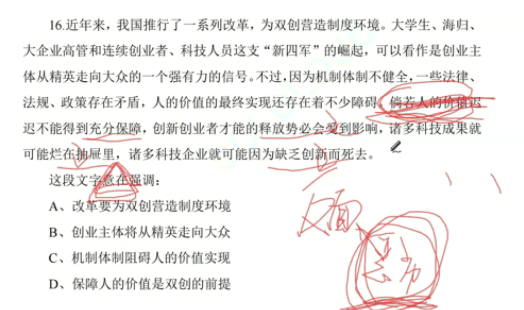 16.近年来，我国推行了一系列改革，为双创营造制度环境。大学生、海归、
大企业高管和连续创业者、科技人员这支“新四军”的崛起，可以看作是创业主
体从精英走向大众的一个强有力的信号。不过，因为机制体制不健全，一些法律、
法规、政策存在矛盾，人的价值的最终实现还存在着不少障碍。倘若人的价值迟
迟不能得到充分保障，创新创业者才能的释放势必会受到影响，诸多科技成果就
可能烂在抽屉里，诸多科技企业就可能因为缺乏创新而死去。
这段文字意在强调：
A、改革要为双创营造制度环境
B、创业主体将从精英走向大众
C、机制体制阻碍人的价值实现
D、保障人的价值是双创的前提
反面